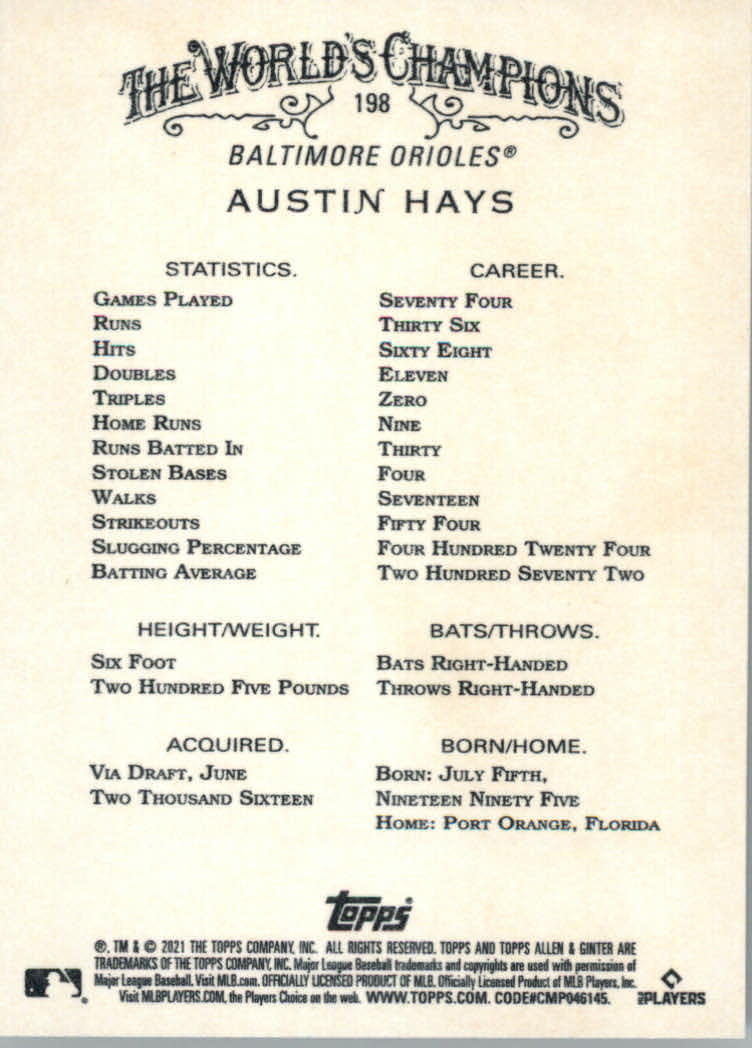 THE WORLD'S CHAMPIONS
198
BALTIMORE ORIOLES®
AUSTIN HAYS
STATISTICS. CAREER.
GAMES PLAYED SEVENTY FOUR
RUNS THIRTY SIX
HITS SIXTY EIGHT
DOUBLES ELEVEN
TRIPLES ZERO
HOME RUNS NINE
RUNS BATTED IN THIRTY
STOLEN BASES FOUR
WALKS SEVENTEEN
STRIKEOUTS FIFTY FOUR
SLUGGING PERCENTAGE FOUR HUNDRED TWENTY FOUR
BATTING AVERAGE TWO HUNDRED SEVENTY TWO
HEIGHT/WEIGHT. BATS/THROWS.
SIX FOOT BATS RIGHT-HANDED
TWO HUNDRED FIVE POUNDS THROWS RIGHT-HANDED
ACQUIRED. BORN/HOME.
VIA DRAFT, JUNE BORN: JULY FIFTH,
TWO THOUSAND SIXTEEN NINETEEN NINETY FIVE
HOME: PORT ORANGE, FLORIDA
Topps
®, TM & © 2021 THE TOPPS COMPANY, INC. ALL RIGHTS RESERVED. TOPPS AND TOPPS ALLEN & GINTER ARE
TRADEMARKS OF THE TOPPS COMPANY, INC. Major League Baseball trademarks and copyrights are used with permission of
Major League Baseball. Visit MLB.com. OFFICIALLY LICENSED PRODUCT OF MLB. Officially Licensed Product of MLB Players, Inc.
Visit MLBPLAYERS.COM, the Players Choice on the web. WWW.TOPPS.COM. CODE#CMP046145.
PLAYERS